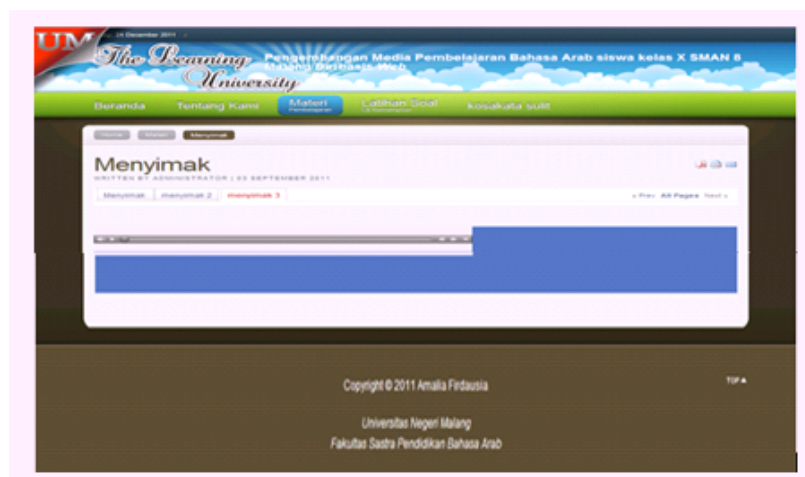 24 December 2011
UM
The Learning University
Pengembangan Media Pembelajaran Bahasa Arab siswa kelas X SMAN 8
Malang Berbasis Web
Beranda Tentang Kami Materi Latihan Soal kosakata sulit
Pembelajaran
Home Materi Menyimak
Menyimak
WRITTEN BY ADMINISTRATOR | 03 SEPTEMBER 2011
Menyimak menyimak 2 menyimak 3 « Prev All Pages Next »
Copyright © 2011 Amalia Firdausia
TOP ▲
Universitas Negeri Malang
Fakultas Sastra Pendidikan Bahasa Arab